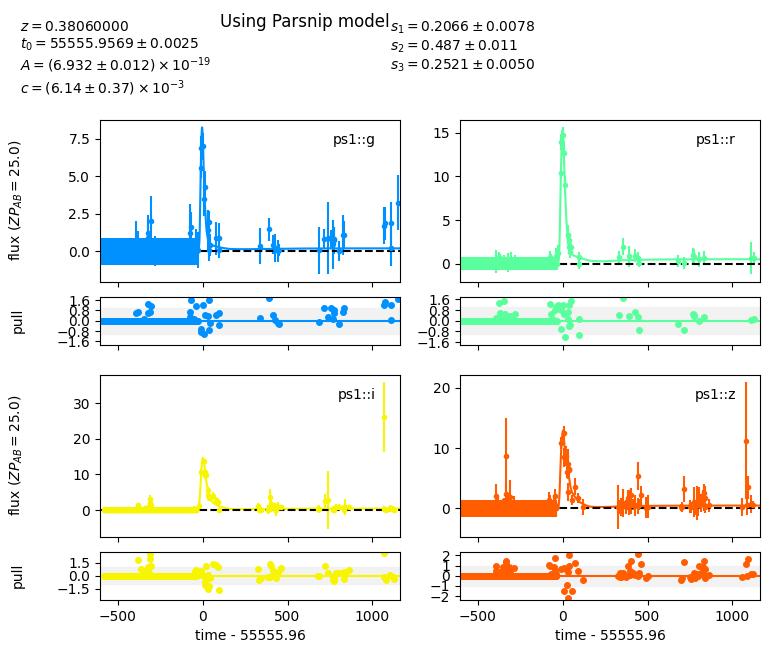 Using Parsnip model
z = 0.38060000
t₀ = 55555.9569 ± 0.0025
A = (6.932 ± 0.012) × 10⁻¹⁹
c = (6.14 ± 0.37) × 10⁻³
s₁ = 0.2066 ± 0.0078
s₂ = 0.487 ± 0.011
s₃ = 0.2521 ± 0.0050
flux (ZP_AB = 25.0)
7.5
5.0
2.5
0.0
ps1::g
15
10
5
0
ps1::r
pull
1.6
0.8
0.0
−0.8
−1.6
1.6
0.8
0.0
−0.8
−1.6
flux (ZP_AB = 25.0)
30
20
10
0
ps1::i
20
10
0
ps1::z
pull
1.5
0.0
−1.5
2
1
0
−1
−2
−500 0 500 1000
−500 0 500 1000
time - 55555.96
time - 55555.96